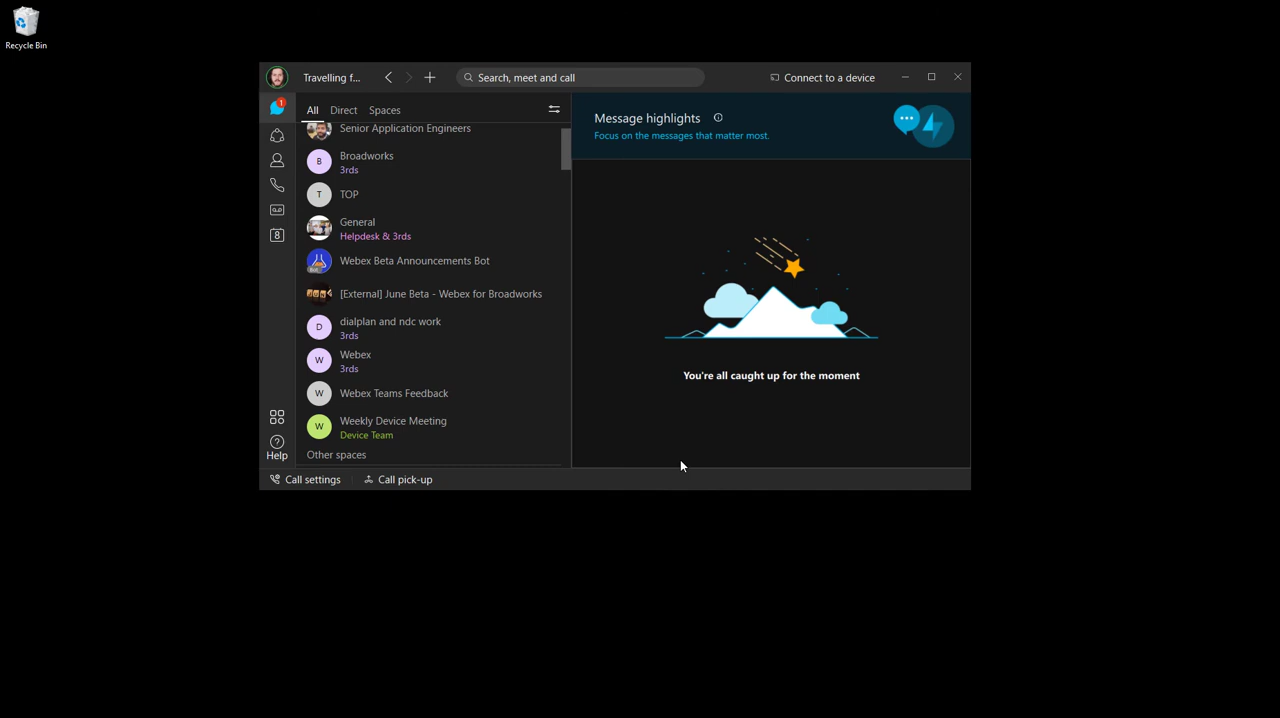 Recycle Bin
Travelling f...
Search, meet and call
Connect to a device
1
All Direct Spaces
Message highlights
Focus on the messages that matter most.
Senior Application Engineers
B
Broadworks
3rds
T
TOP
General
Helpdesk & 3rds
Webex Beta Announcements Bot
Bot
[External] June Beta - Webex for Broadworks
D
dialplan and ndc work
3rds
W
Webex
3rds
W
Webex Teams Feedback
W
Weekly Device Meeting
Device Team
Other spaces
8
Help
You're all caught up for the moment
Call settings
Call pick-up